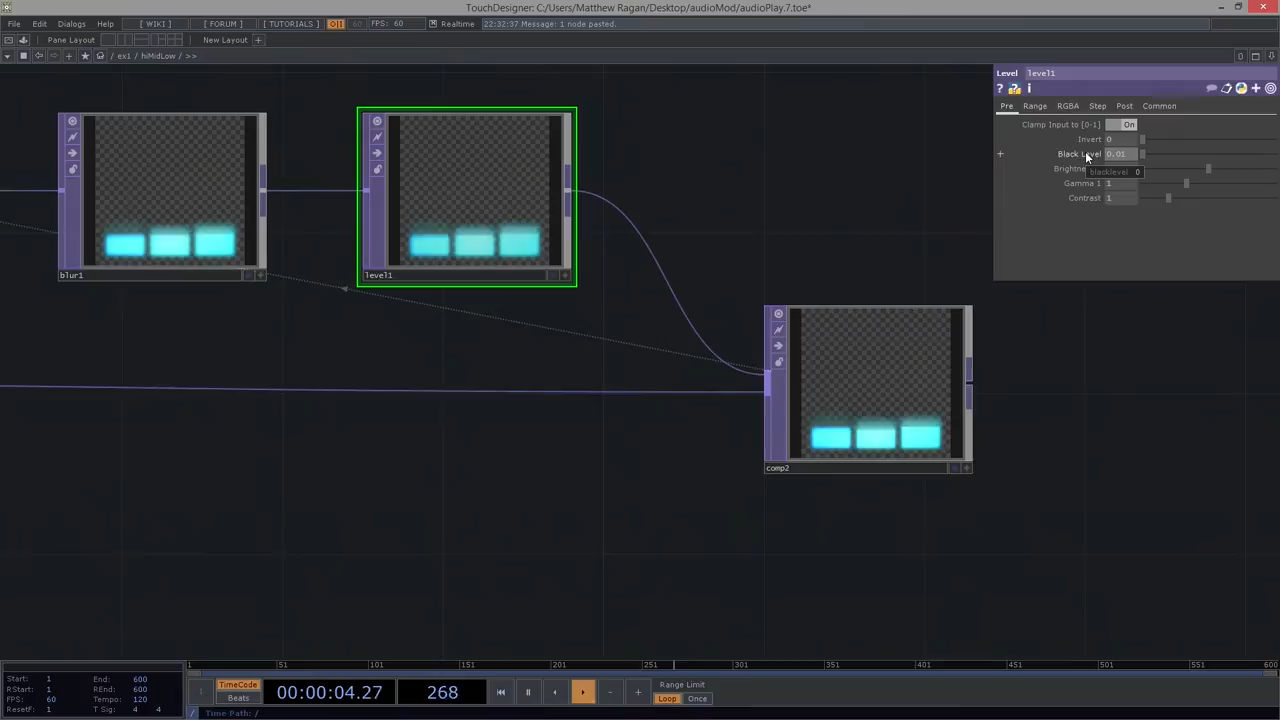 TouchDesigner: C:/Users/Matthew Ragan/Desktop/audioMod/audioPlay.7.toe*
File Edit Dialogs [ WIKI ] [ FORUM ] [ TUTORIALS ] 60 O|1 FPS: 60 Realtime 22:32:37 Message: 1 node pasted.
Pane Layout New Layout +
/ ex1 / hiMidLow / >> 0
Level level1
? ? i
Pre Range RGBA Step Post Common
Clamp Input to [0-1] On
Invert 0
+ Black Level 0.01
Brightne
blacklevel 0
Gamma 1 1
Contrast 1
blur1
level1
comp2
1 51 101 151 201 251 301 351 401 451 501 551 600
Start: 1 End: 600
RStart: 1 REnd: 600
FPS: 60 Tempo: 120
ResetF: 1 T Sig: 4 4
TimeCode
Beats
00:00:04.27 268
Range Limit
Loop Once
/ Time Path: /